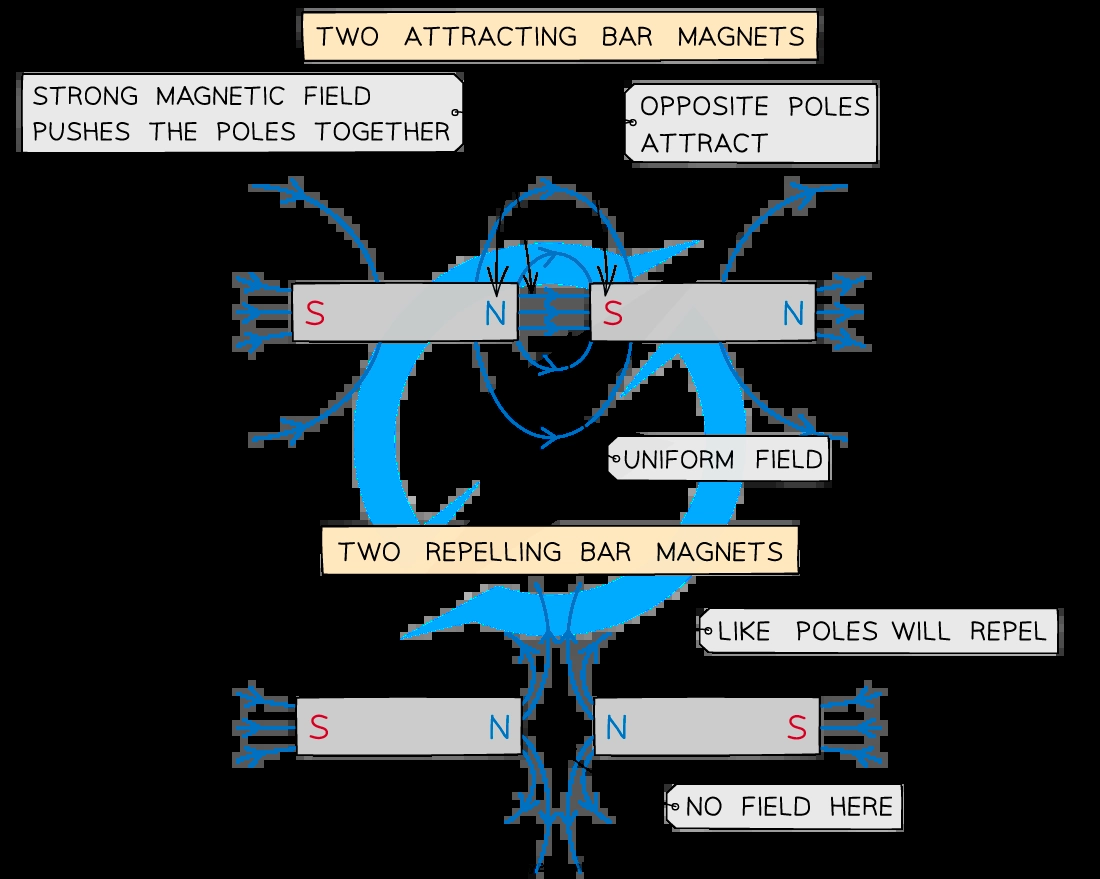 TWO ATTRACTING BAR MAGNETS
STRONG MAGNETIC FIELD
PUSHES THE POLES TOGETHER
OPPOSITE POLES
ATTRACT
S N S N
UNIFORM FIELD
TWO REPELLING BAR MAGNETS
LIKE POLES WILL REPEL
S N N S
NO FIELD HERE